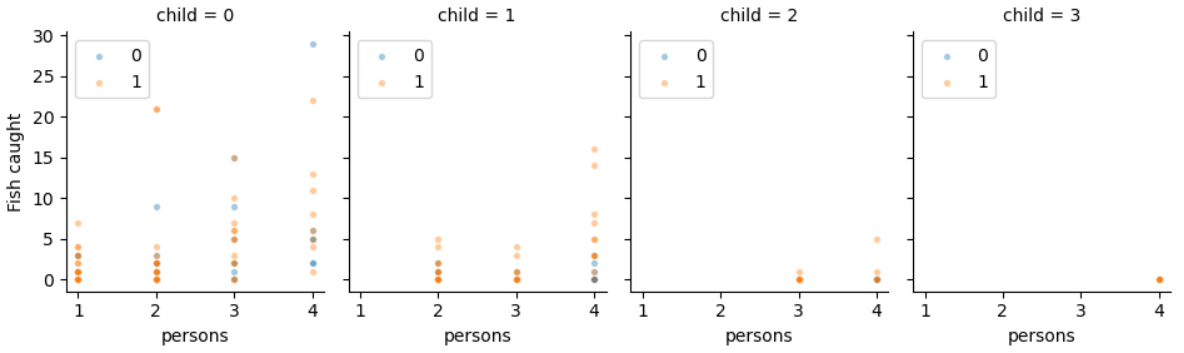 child = 0
child = 1
child = 2
child = 3
30
25
20
15
10
5
0
Fish caught
0
1
0
1
0
1
0
1
1 2 3 4
1 2 3 4
1 2 3 4
1 2 3 4
persons
persons
persons
persons